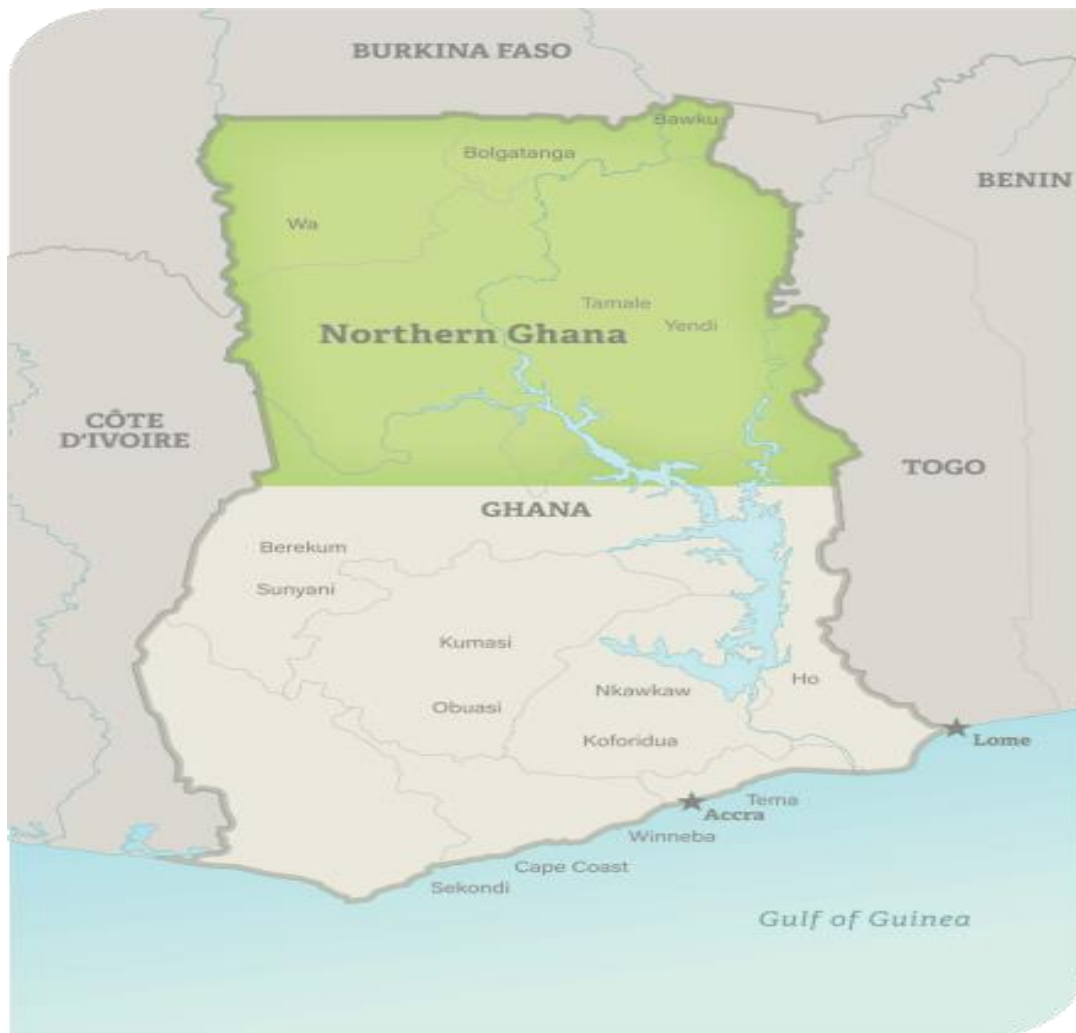 BURKINA FASO
Bawku
Bolgatanga
BENIN
Wa
Tamale
Yendi
Northern Ghana
CÔTE
D'IVOIRE
TOGO
GHANA
Berekum
Sunyani
Kumasi
Ho
Nkawkaw
Obuasi
Koforidua
Lome
Tema
Accra
Winneba
Cape Coast
Sekondi
Gulf of Guinea